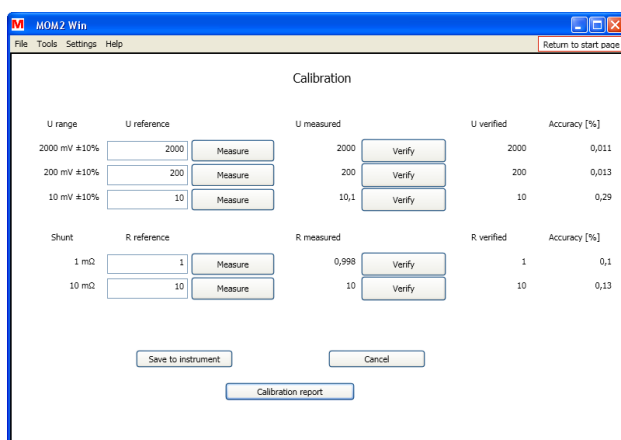 M MOM2 Win
File Tools Settings Help Return to start page
Calibration
U range U reference U measured U verified Accuracy [%]
2000 mV ±10% 2000 Measure 2000 Verify 2000 0,011
200 mV ±10% 200 Measure 200 Verify 200 0,013
10 mV ±10% 10 Measure 10,1 Verify 10 0,29
Shunt R reference R measured R verified Accuracy [%]
1 mΩ 1 Measure 0,998 Verify 1 0,1
10 mΩ 10 Measure 10 Verify 10 0,13
Save to instrument Cancel
Calibration report